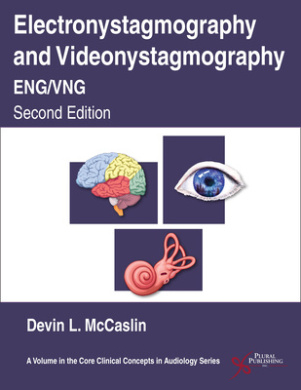 Electronystagmography
and Videonystagmography
ENG/VNG
Second Edition
Devin L. McCaslin
A Volume in the Core Clinical Concepts in Audiology Series
PLURAL
PUBLISHING